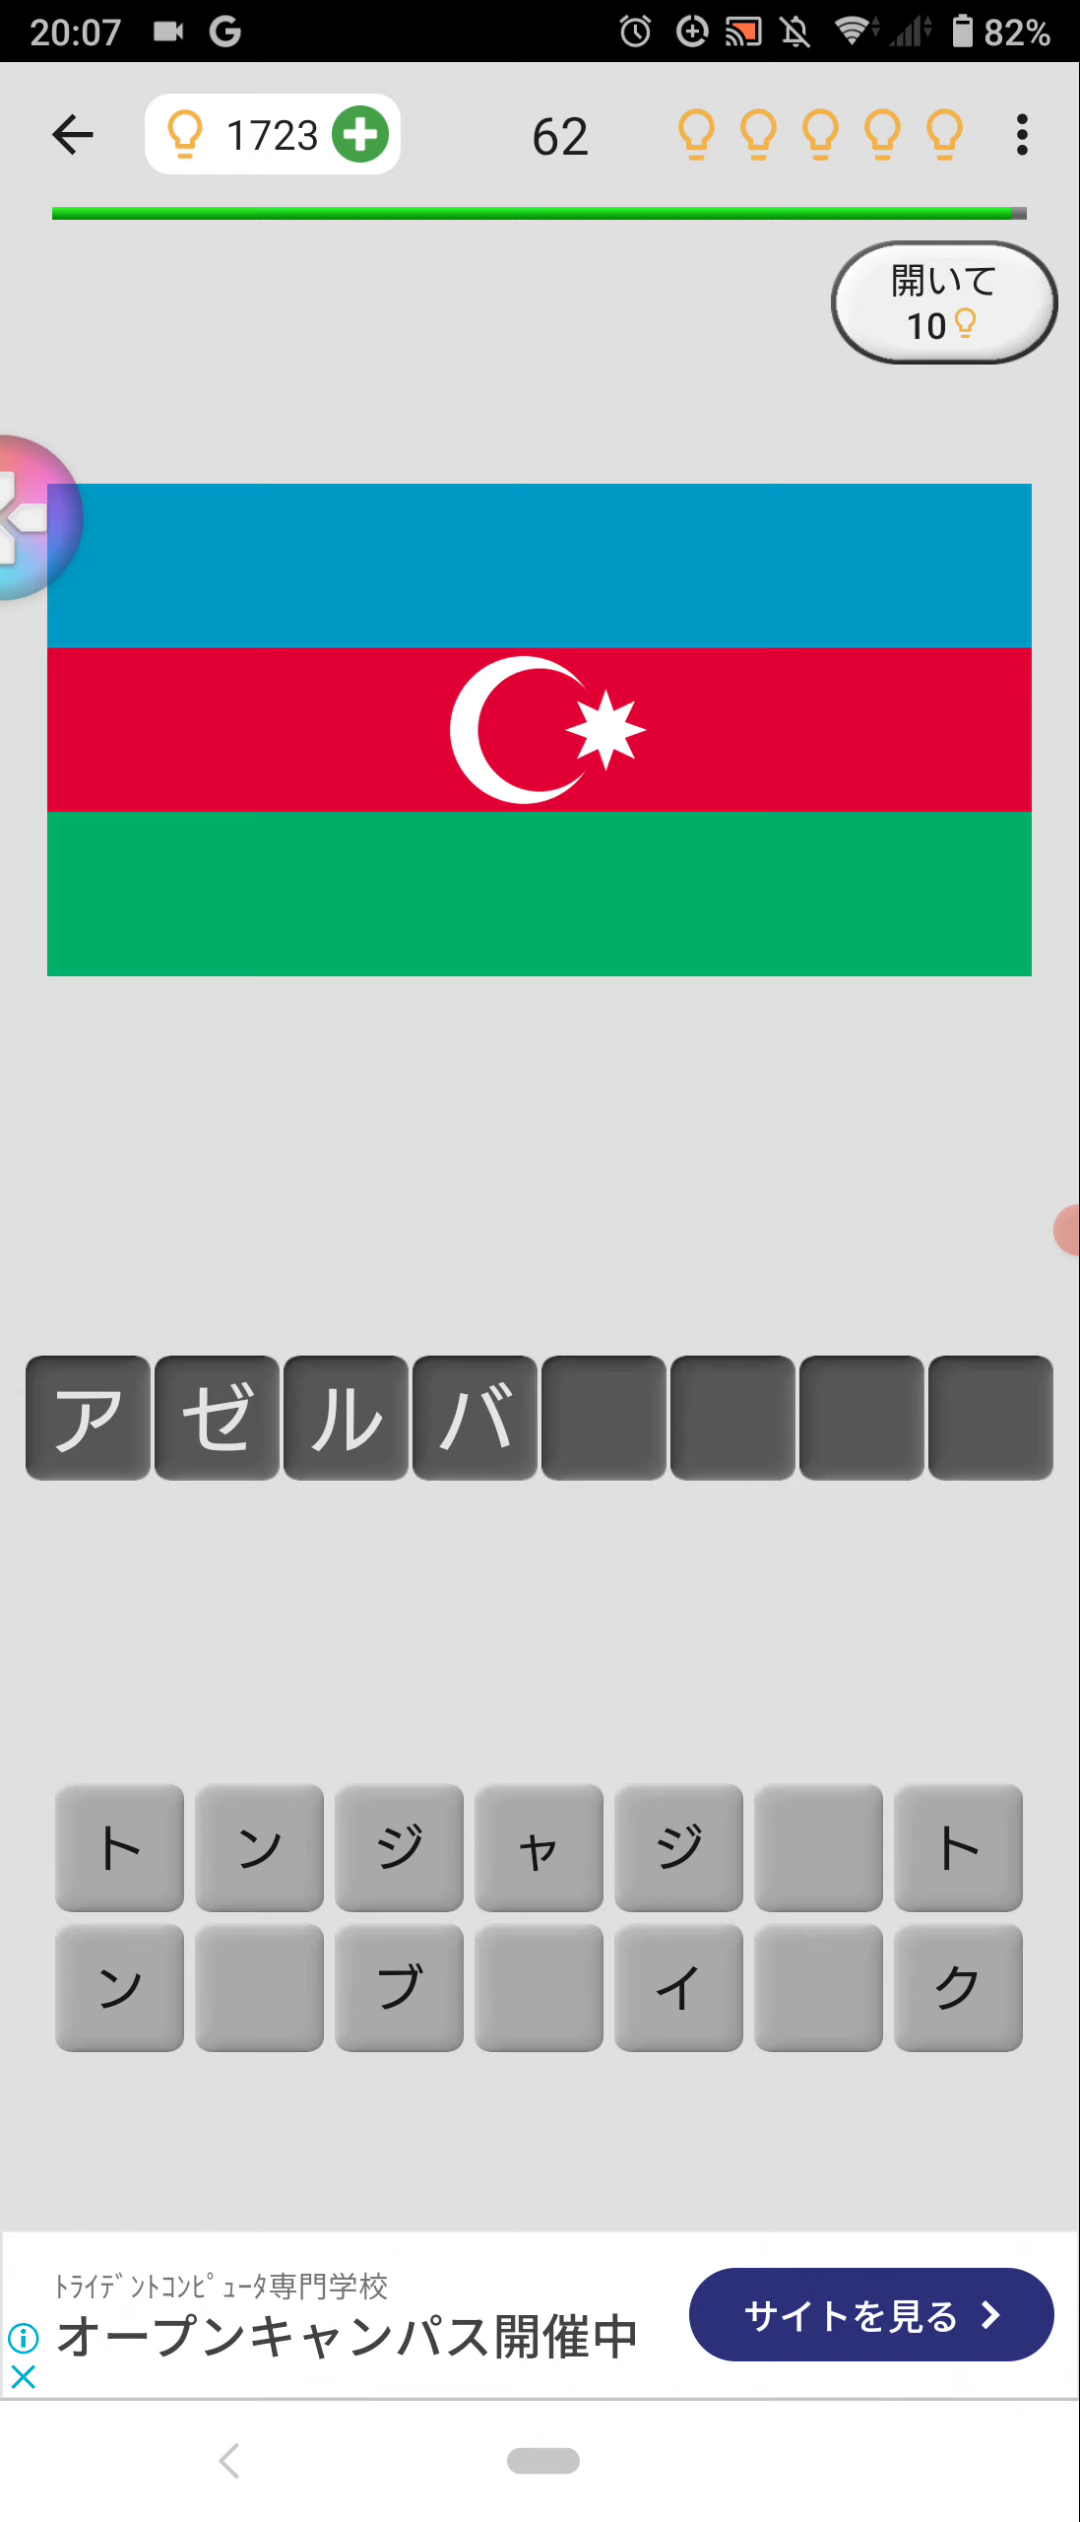 20:07 G 82%
1723 62
開いて
10
アゼルバ
トンジャジト
ンブイク
ﾄﾗｲﾃﾞﾝﾄｺﾝﾋﾟｭｰﾀ専門学校
オープンキャンパス開催中
サイトを見る